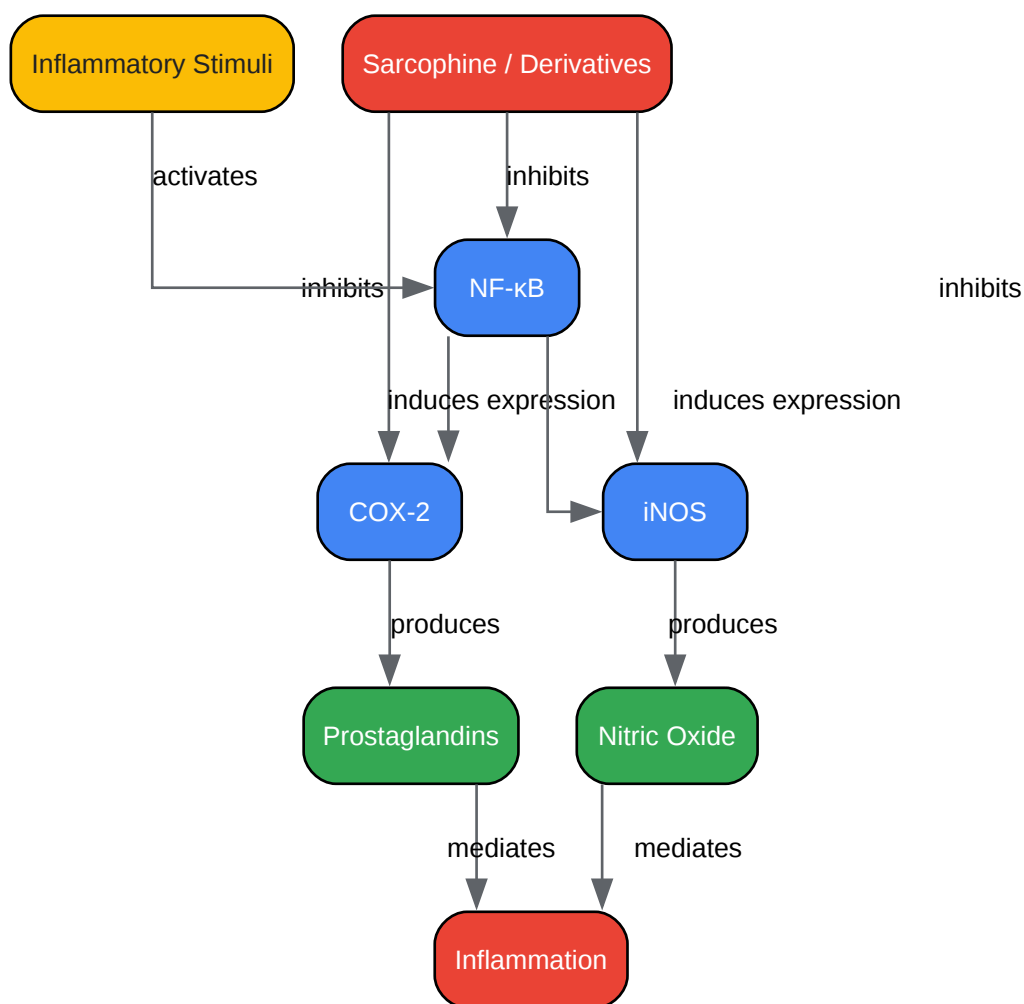 Inflammatory Stimuli
Sarcophine / Derivatives
activates
inhibits
inhibits
NF-κB
inhibits
induces expression
induces expression
COX-2
iNOS
produces
produces
Prostaglandins
Nitric Oxide
mediates
mediates
Inflammation